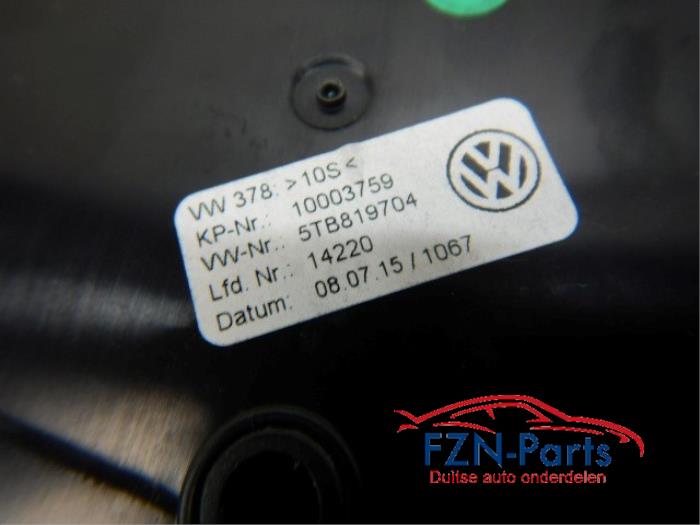 VW 378: >10S<
KP-Nr.: 10003759
VW-Nr.: 5TB819704
Lfd. Nr.: 14220
Datum: 08.07.15 / 1067
FZN-Parts
Duitse auto onderdelen